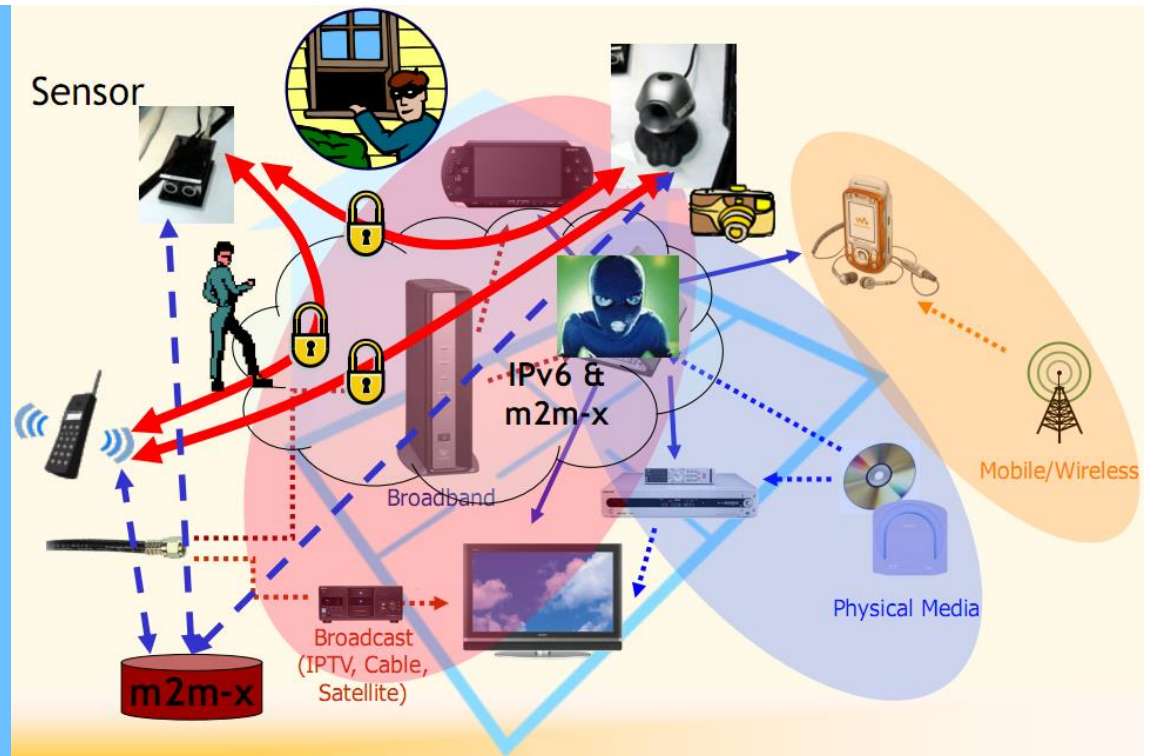 Sensor
IPv6 &
m2m-x
Broadband
Mobile/Wireless
Physical Media
Broadcast
(IPTV, Cable,
Satellite)
m2m-x